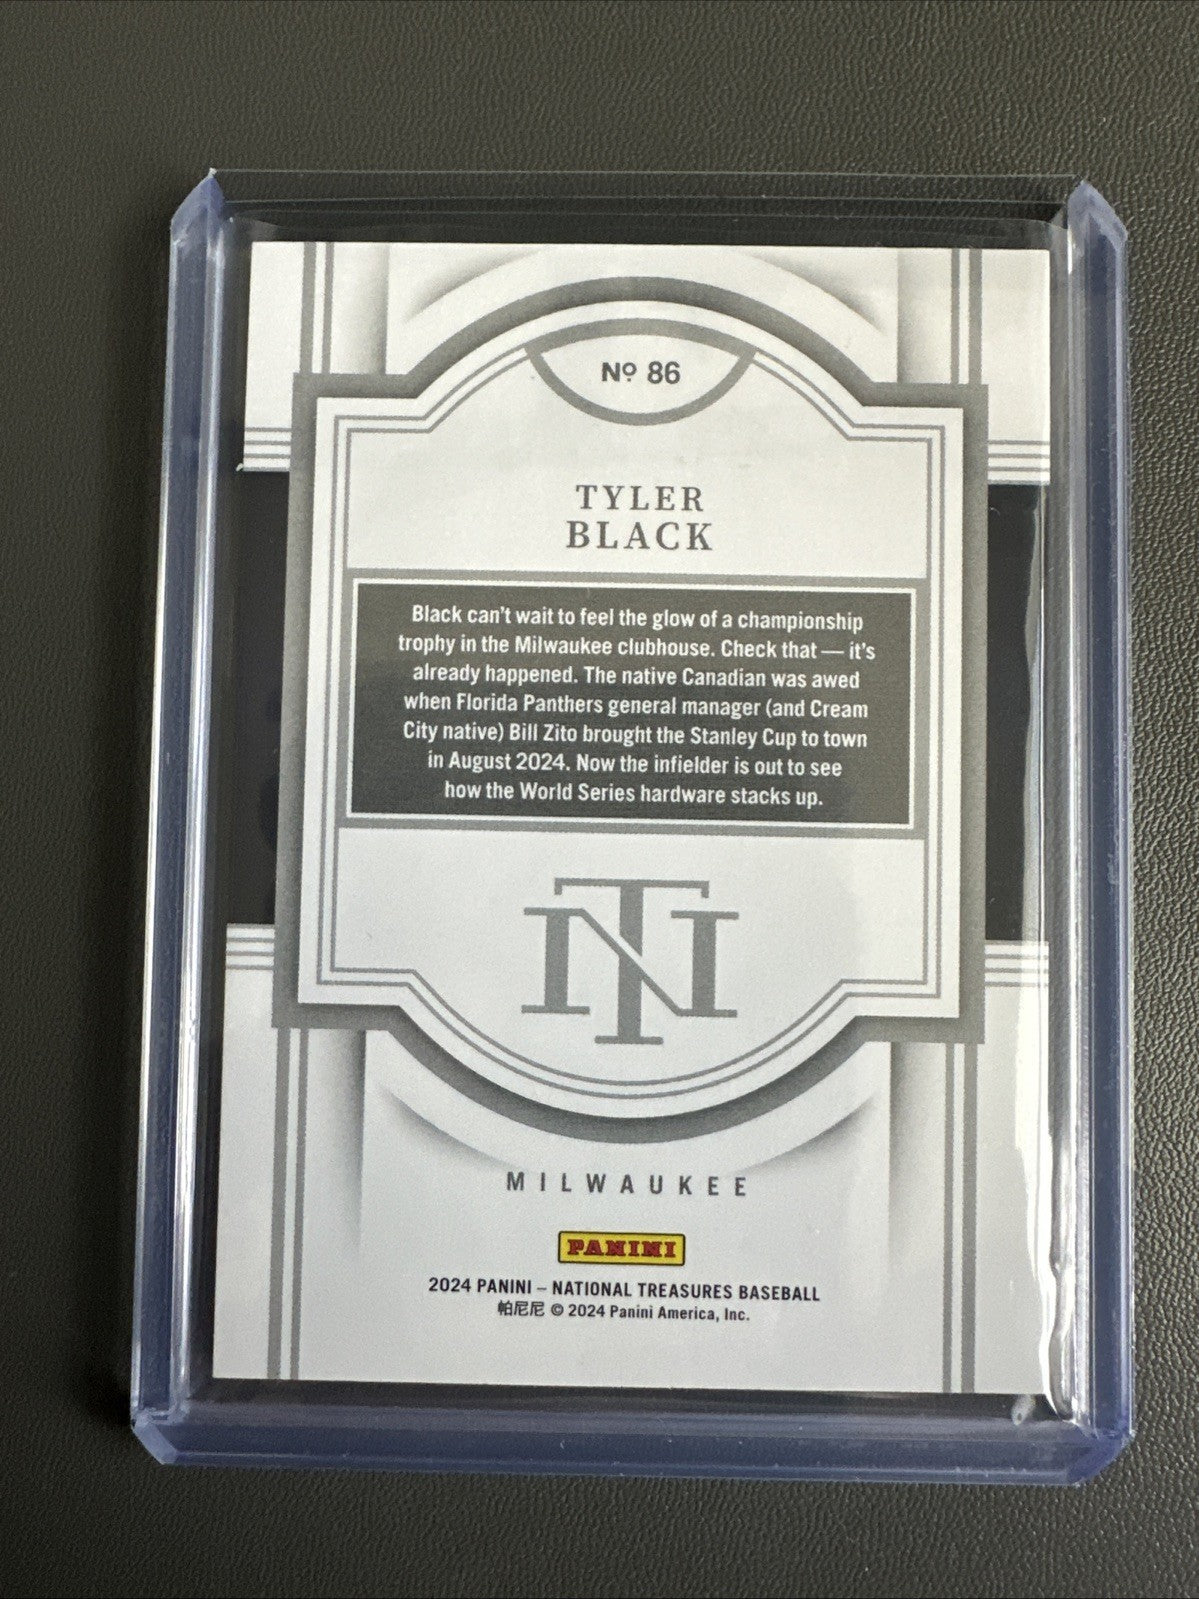 Nº 86
TYLER
BLACK
Black can't wait to feel the glow of a championship
trophy in the Milwaukee clubhouse. Check that — it's
already happened. The native Canadian was awed
when Florida Panthers general manager (and Cream
City native) Bill Zito brought the Stanley Cup to town
in August 2024. Now the infielder is out to see
how the World Series hardware stacks up.
NT
MILWAUKEE
PANINI
2024 PANINI – NATIONAL TREASURES BASEBALL
帕尼尼 © 2024 Panini America, Inc.